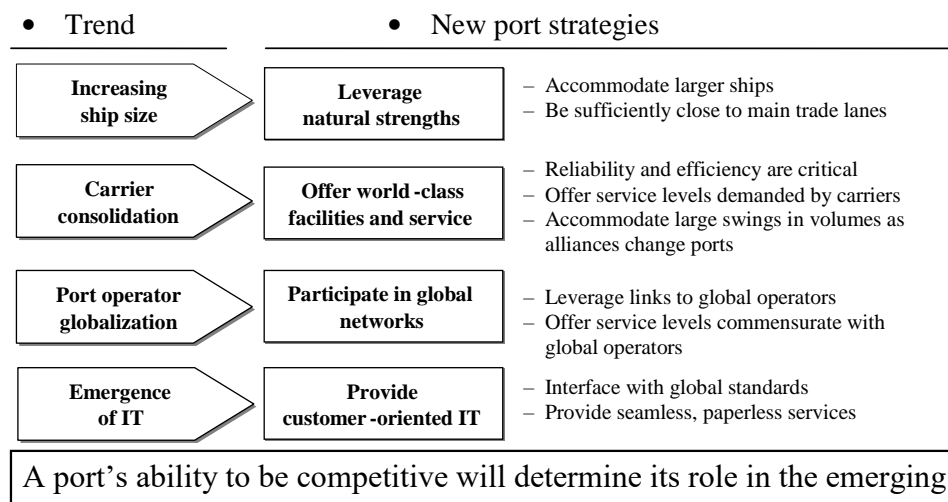 • Trend
• New port strategies
Increasing
ship size
Leverage
natural strengths
– Accommodate larger ships
– Be sufficiently close to main trade lanes
Carrier
consolidation
Offer world-class
facilities and service
– Reliability and efficiency are critical
– Offer service levels demanded by carriers
– Accommodate large swings in volumes as
alliances change ports
Port operator
globalization
Participate in global
networks
– Leverage links to global operators
– Offer service levels commensurate with
global operators
Emergence
of IT
Provide
customer-oriented IT
– Interface with global standards
– Provide seamless, paperless services
A port’s ability to be competitive will determine its role in the emerging